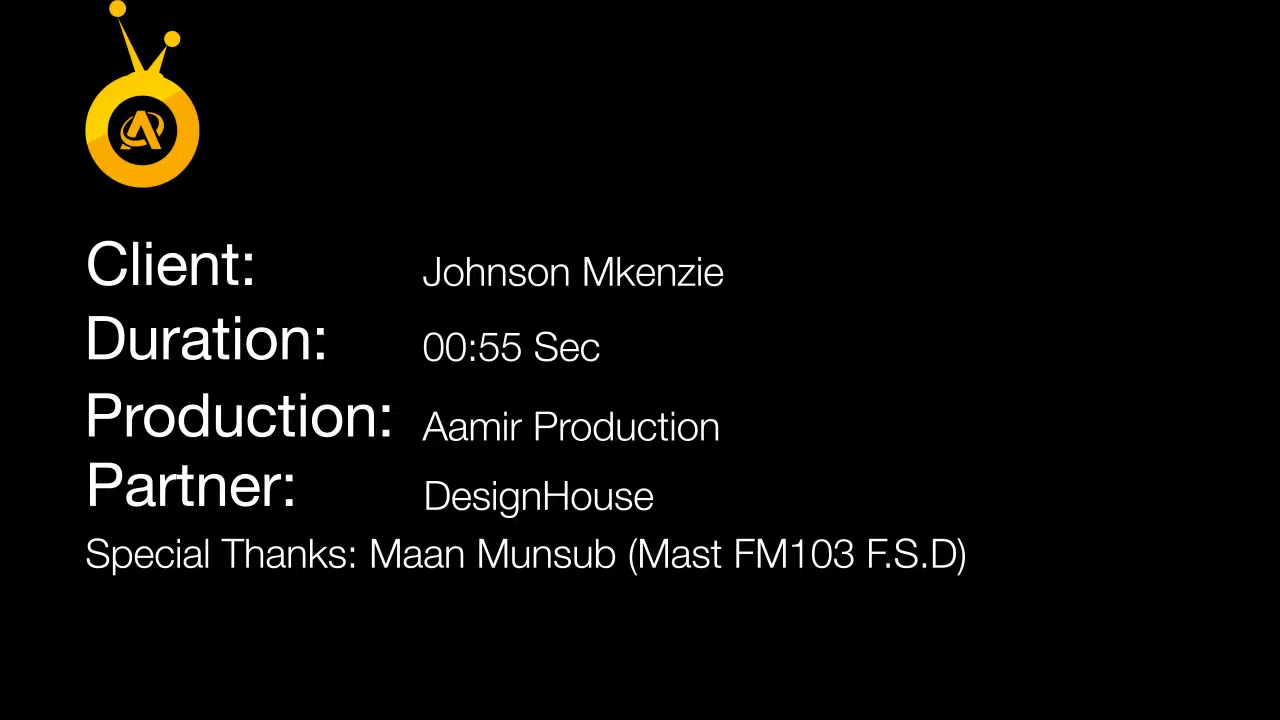 Client: Johnson Mkenzie
Duration: 00:55 Sec
Production: Aamir Production
Partner: DesignHouse
Special Thanks: Maan Munsub (Mast FM103 F.S.D)